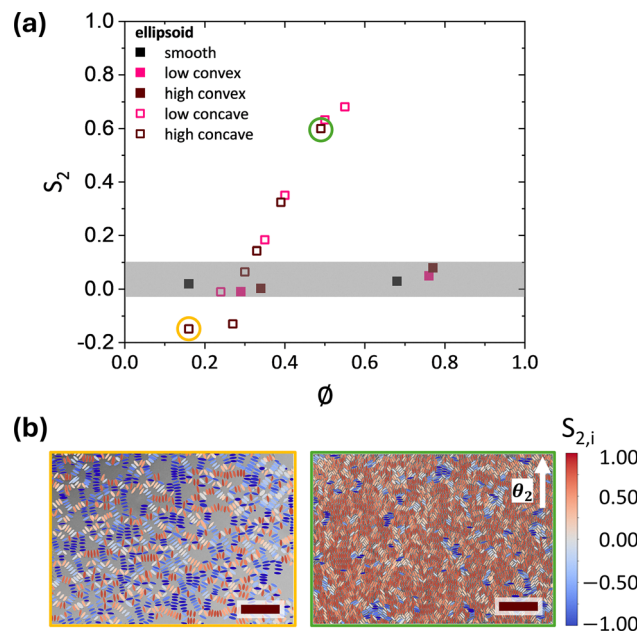 (a)
ellipsoid
smooth
low convex
high convex
low concave
high concave
1.0
0.8
0.6
0.4
0.2
0.0
-0.2
S₂
0.0 0.2 0.4 0.6 0.8 1.0
Ø
(b)
θ₂
S₂,ᵢ
1.00
0.50
0.00
−0.50
−1.00